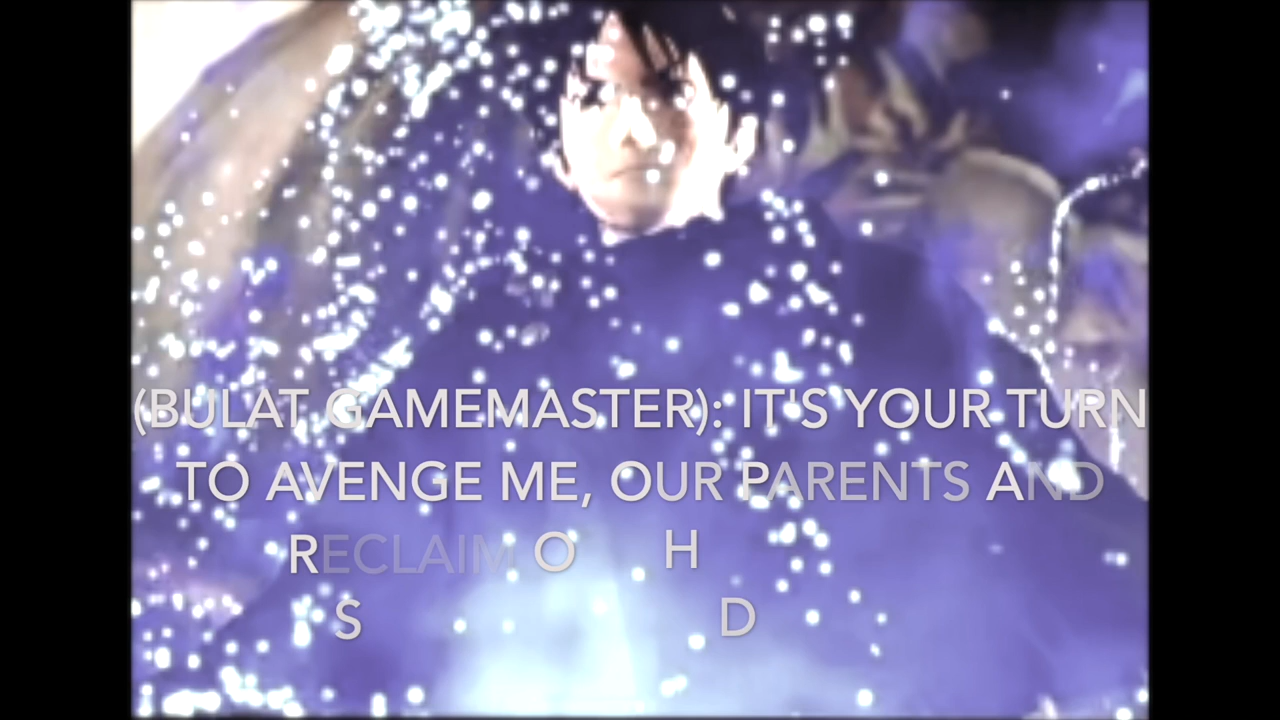 (BULAT GAMEMASTER): IT'S YOUR TURN
TO AVENGE ME, OUR PARENTS AND
RECLAIM O H
S D